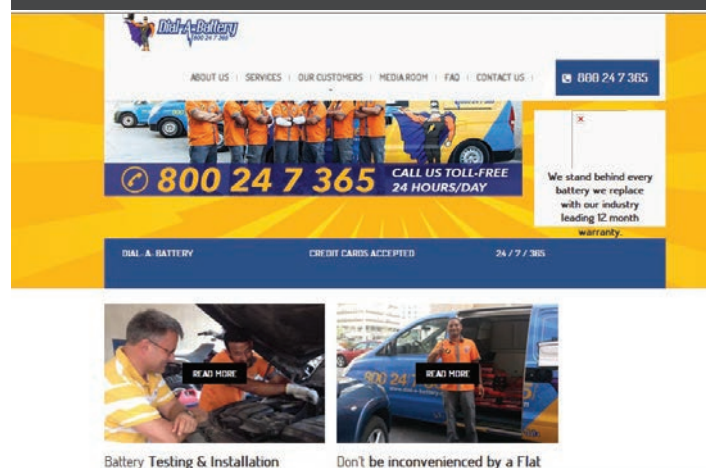 Dial-A-Battery
800 24 7 365
ABOUT US | SERVICES | OUR CUSTOMERS | MEDIA ROOM | FAQ | CONTACT US |
800 24 7 365
800 24 7 365
CALL US TOLL-FREE
24 HOURS/DAY
We stand behind every
battery we replace
with our industry
leading 12 month
warranty.
DIAL-A-BATTERY CREDIT CARDS ACCEPTED 24 / 7 / 365
READ MORE
READ MORE
800 24 7
Battery Testing & Installation
Don't be inconvenienced by a Flat